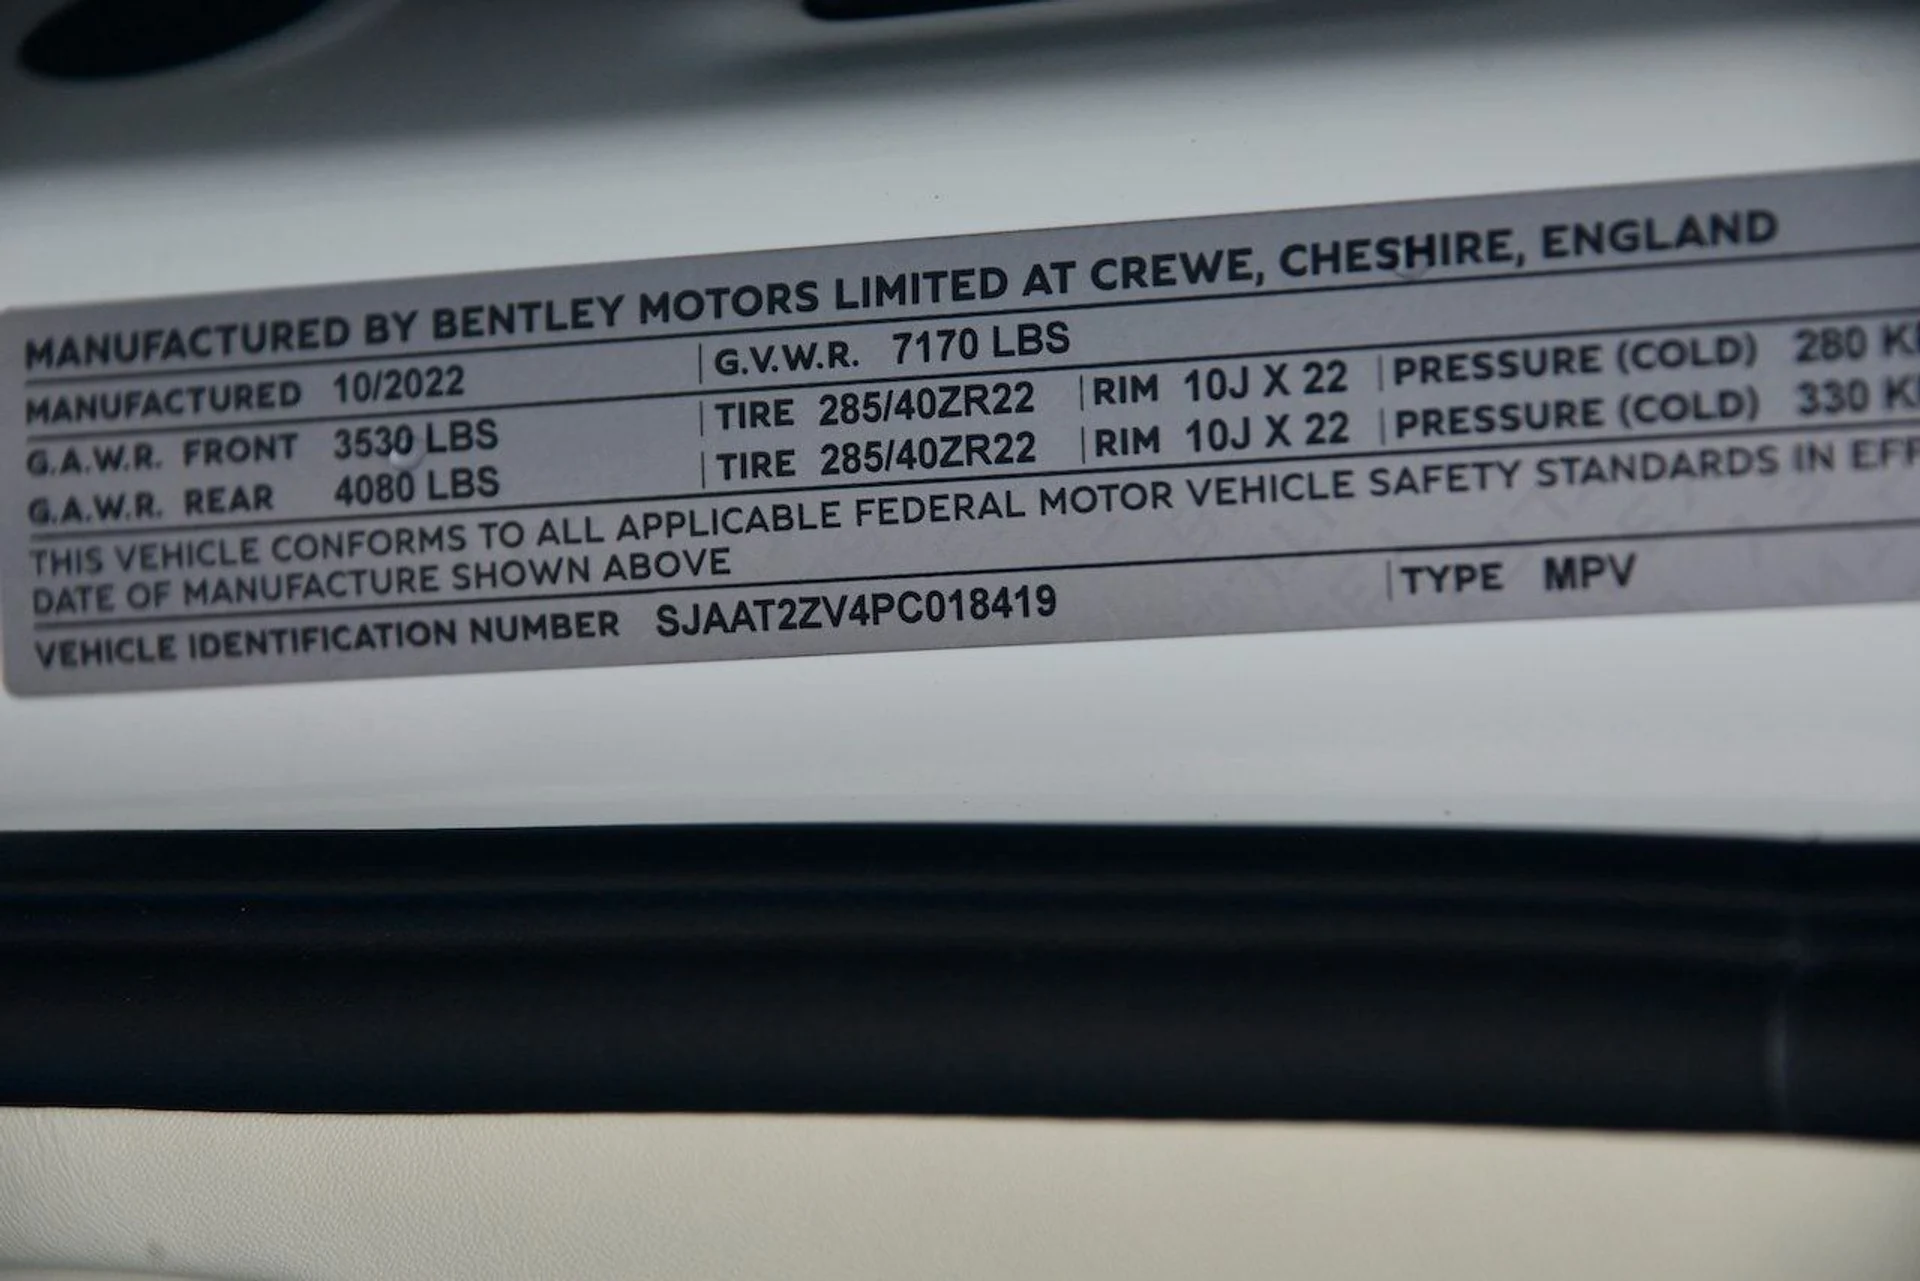 MANUFACTURED BY BENTLEY MOTORS LIMITED AT CREWE, CHESHIRE, ENGLAND
MANUFACTURED 10/2022 G.V.W.R. 7170 LBS
G.A.W.R. FRONT 3530 LBS TIRE 285/40ZR22 RIM 10J X 22 PRESSURE (COLD) 280
G.A.W.R. REAR 4080 LBS TIRE 285/40ZR22 RIM 10J X 22 PRESSURE (COLD) 330
THIS VEHICLE CONFORMS TO ALL APPLICABLE FEDERAL MOTOR VEHICLE SAFETY STANDARDS IN
DATE OF MANUFACTURE SHOWN ABOVE
VEHICLE IDENTIFICATION NUMBER SJAAT2ZV4PC018419 TYPE MPV